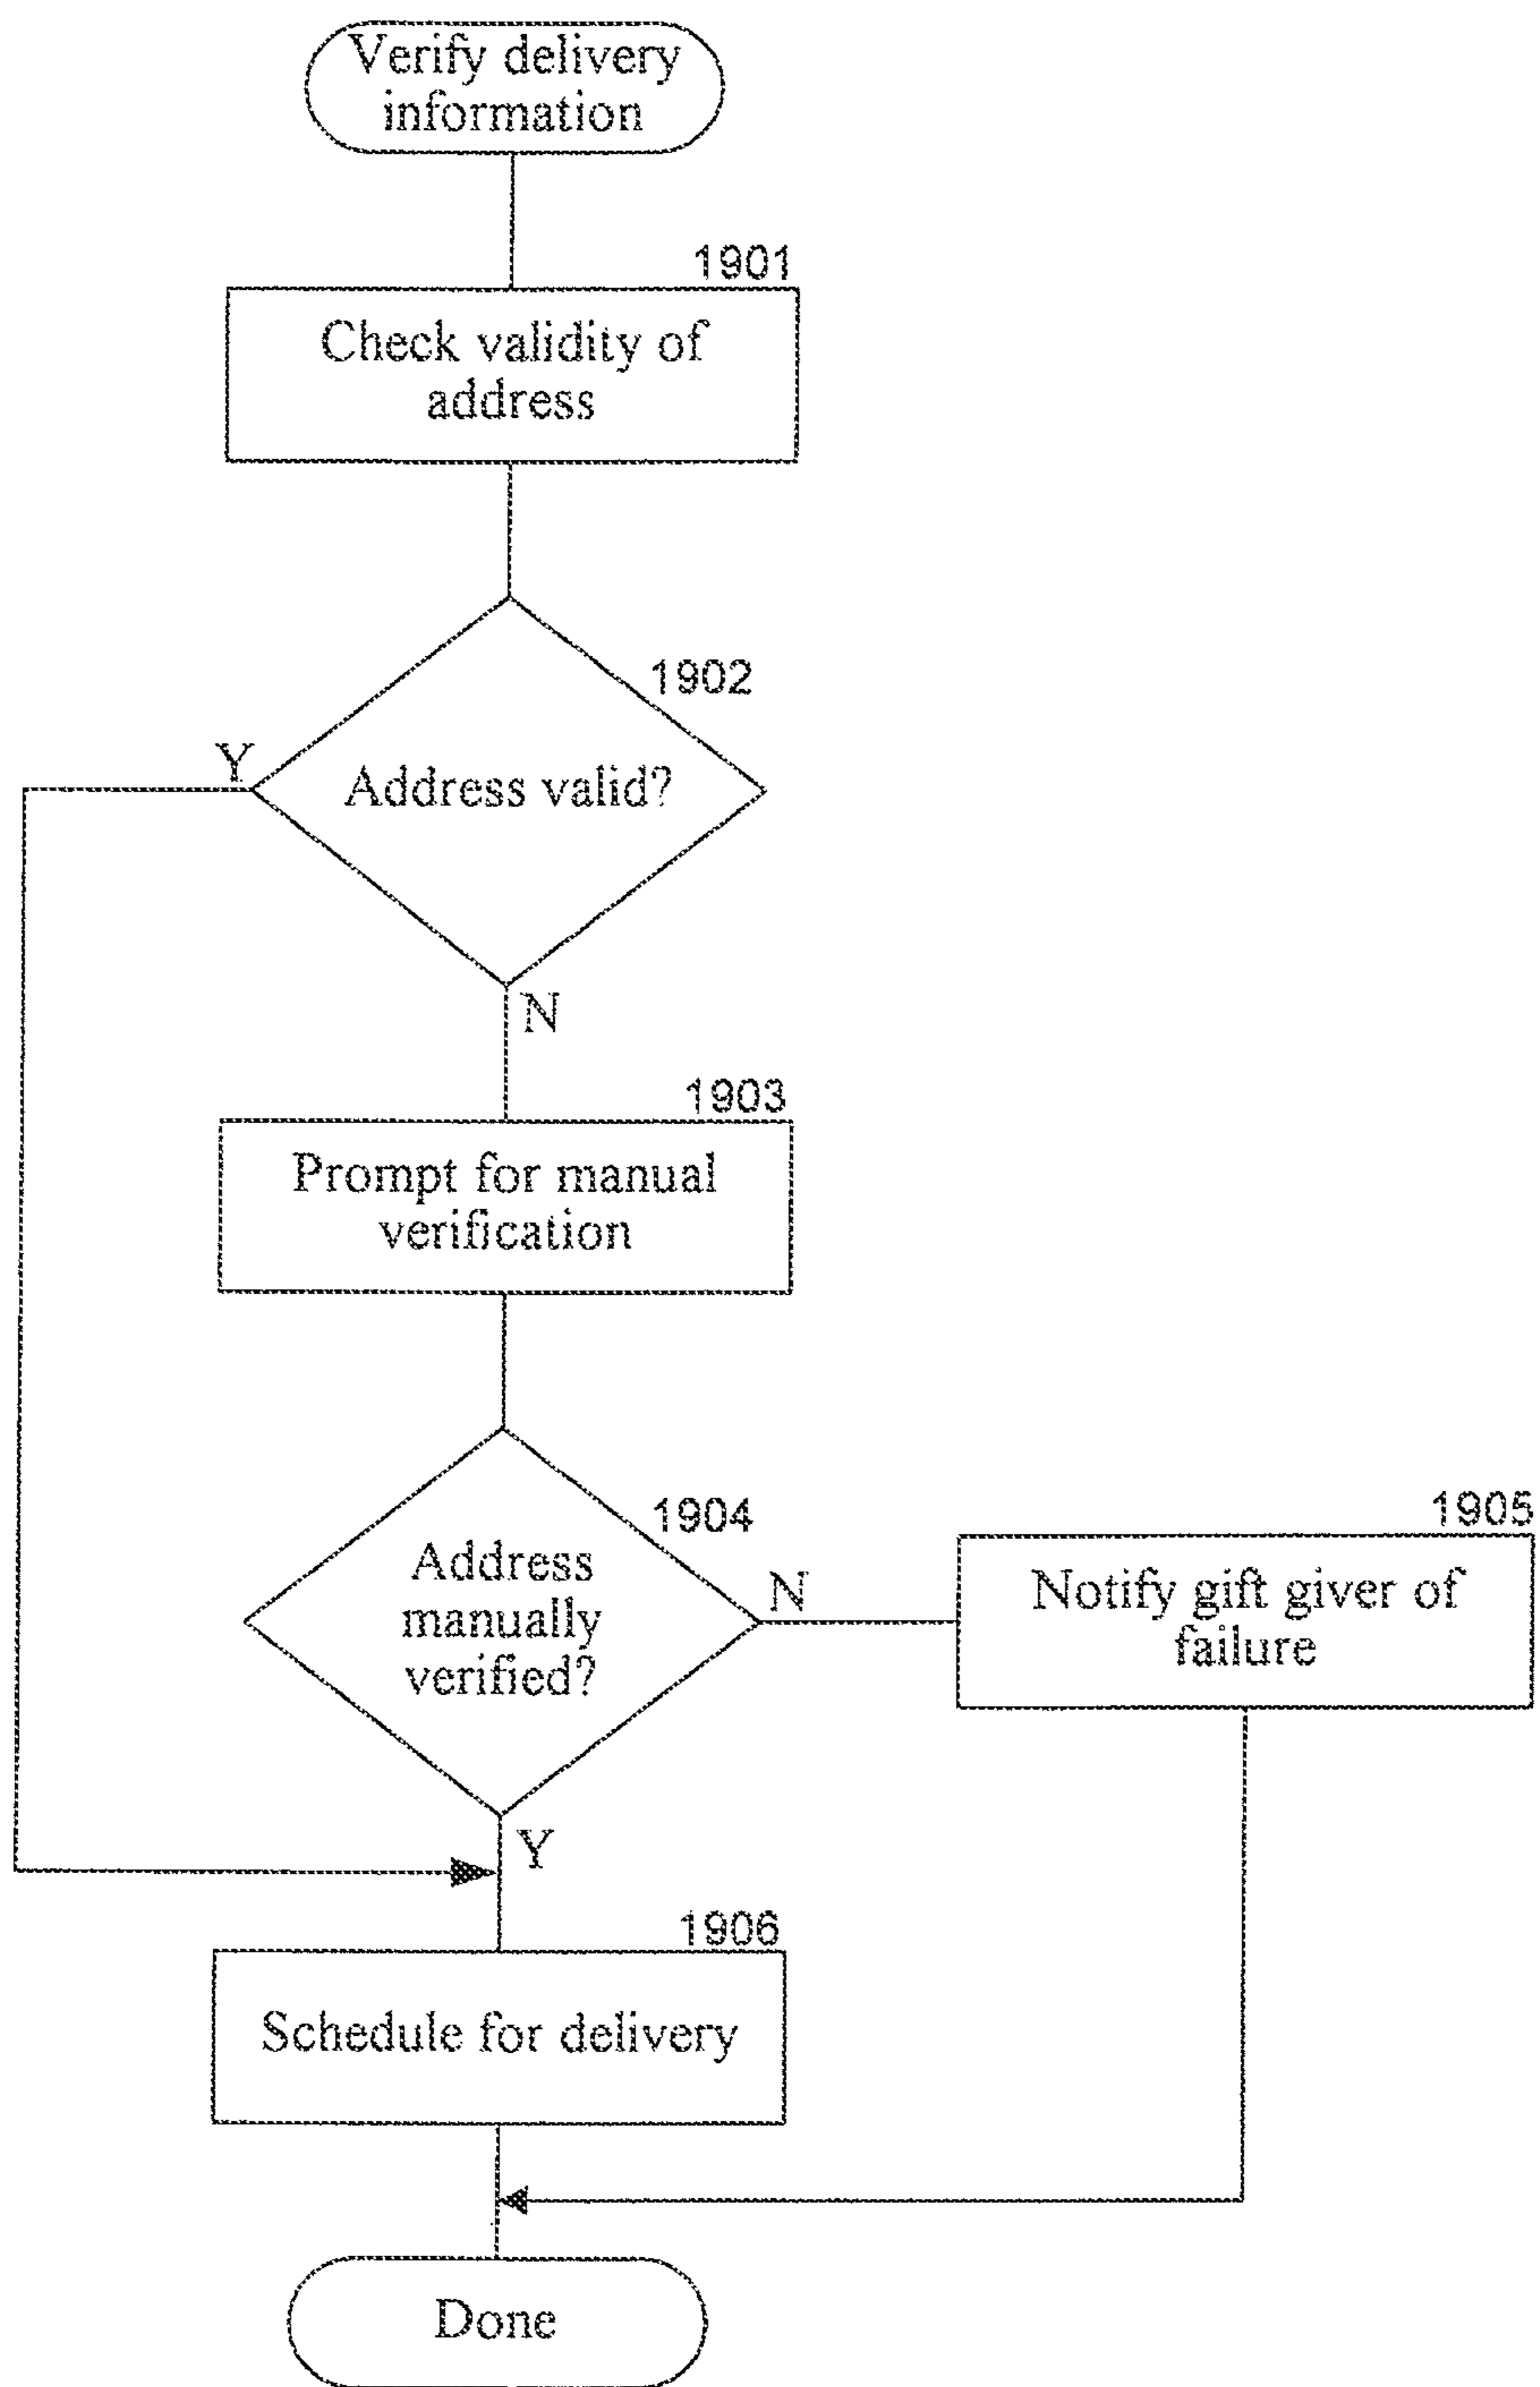 Verify delivery
information
1901
Check validity of
address
1902
Y
Address valid?
N
1903
Prompt for manual
verification
1904
Address
manually
verified?
N
1905
Notify gift giver of
failure
Y
1906
Schedule for delivery
Done